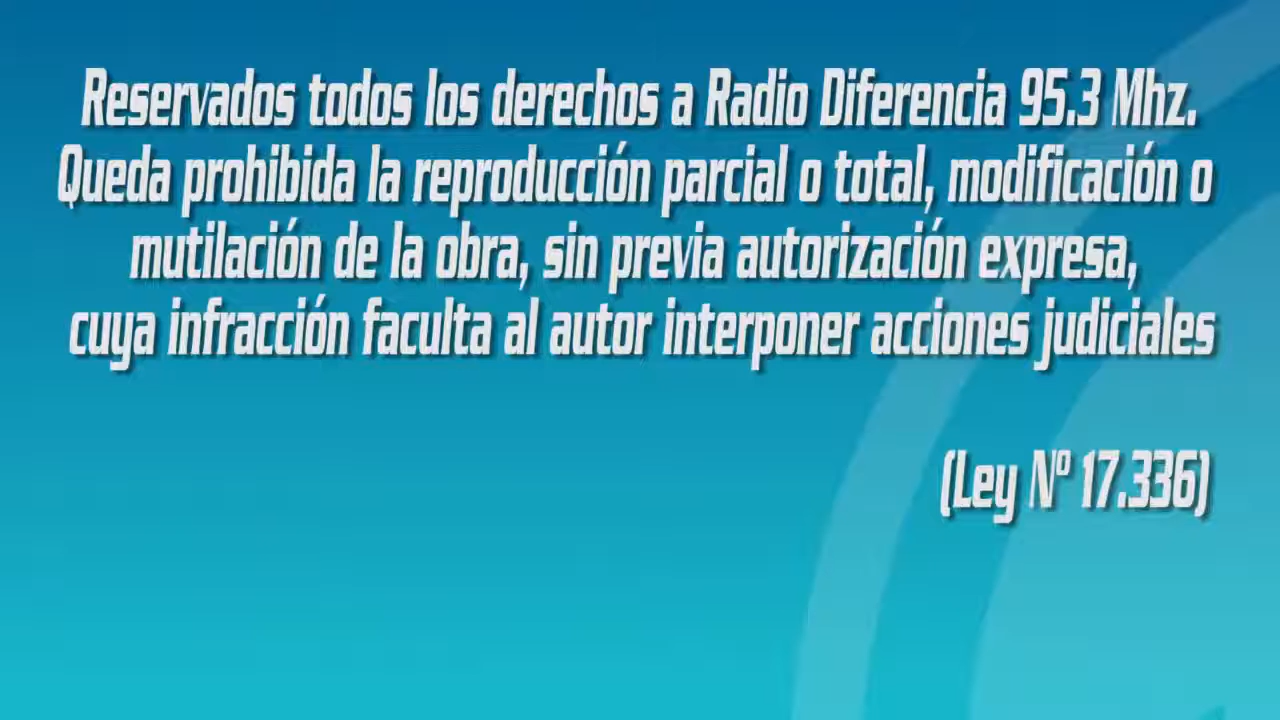 Reservados todos los derechos a Radio Diferencia 95.3 Mhz.
Queda prohibida la reproducción parcial o total, modificación o
mutilación de la obra, sin previa autorización expresa,
cuya infracción faculta al autor interponer acciones judiciales
(Ley Nº 17.336)